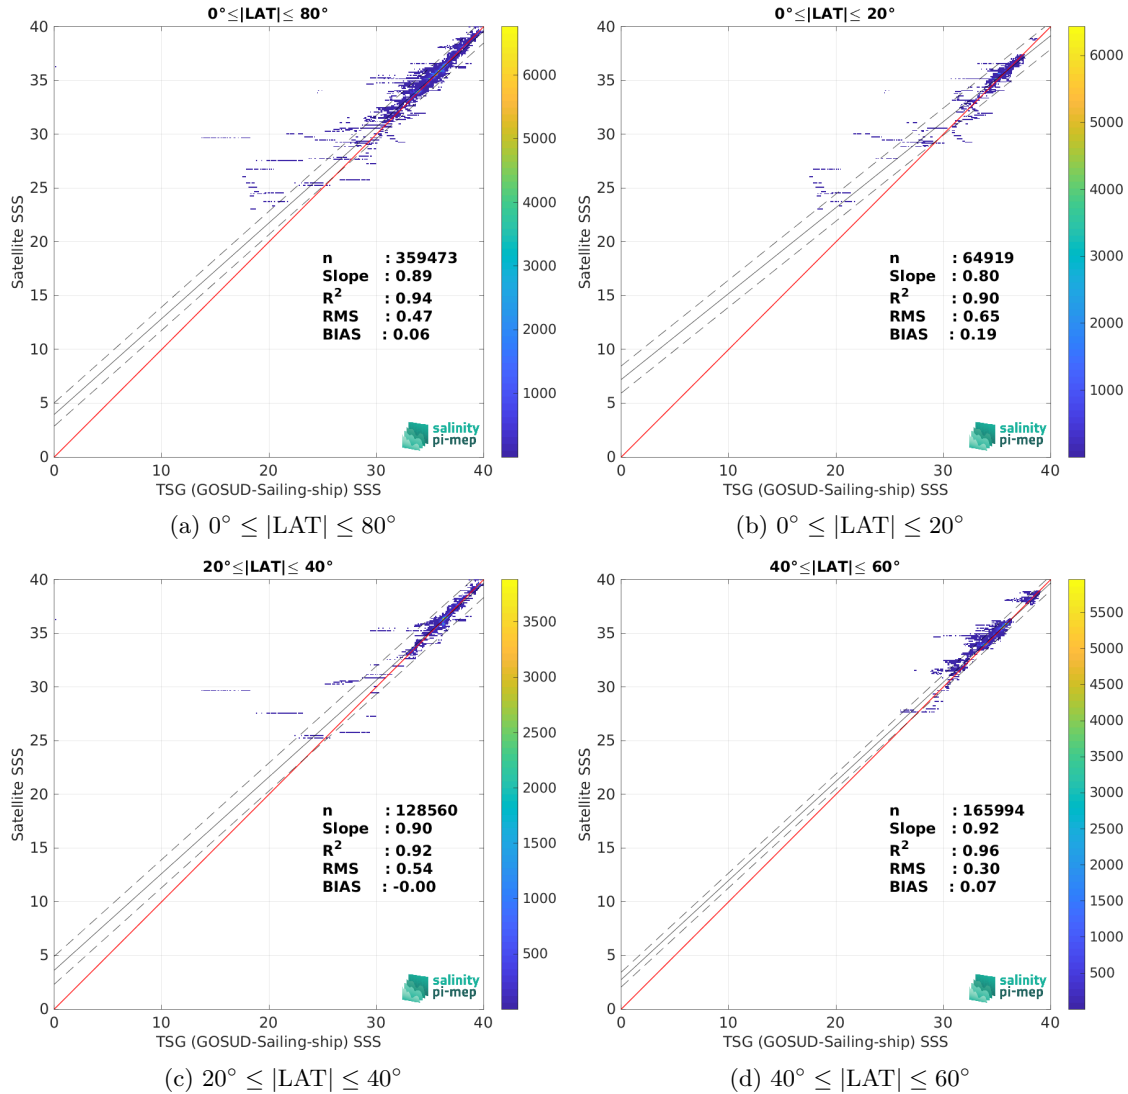 0°≤|LAT|≤ 80°
Satellite SSS
40
35
30
25
20
15
10
5
0
0
10
20
30
40
TSG (GOSUD-Sailing-ship) SSS
n : 359473
Slope : 0.89
R² : 0.94
RMS : 0.47
BIAS : 0.06
salinity
pi-mep
6000
5000
4000
3000
2000
1000
(a) 0° ≤ |LAT| ≤ 80°
0°≤|LAT|≤ 20°
Satellite SSS
40
35
30
25
20
15
10
5
0
0
10
20
30
40
TSG (GOSUD-Sailing-ship) SSS
n : 64919
Slope : 0.80
R² : 0.90
RMS : 0.65
BIAS : 0.19
salinity
pi-mep
6000
5000
4000
3000
2000
1000
(b) 0° ≤ |LAT| ≤ 20°
20°≤|LAT|≤ 40°
Satellite SSS
40
35
30
25
20
15
10
5
0
0
10
20
30
40
TSG (GOSUD-Sailing-ship) SSS
n : 128560
Slope : 0.90
R² : 0.92
RMS : 0.54
BIAS : -0.00
salinity
pi-mep
3500
3000
2500
2000
1500
1000
500
(c) 20° ≤ |LAT| ≤ 40°
40°≤|LAT|≤ 60°
Satellite SSS
40
35
30
25
20
15
10
5
0
0
10
20
30
40
TSG (GOSUD-Sailing-ship) SSS
n : 165994
Slope : 0.92
R² : 0.96
RMS : 0.30
BIAS : 0.07
salinity
pi-mep
5500
5000
4500
4000
3500
3000
2500
2000
1500
1000
500
(d) 40° ≤ |LAT| ≤ 60°